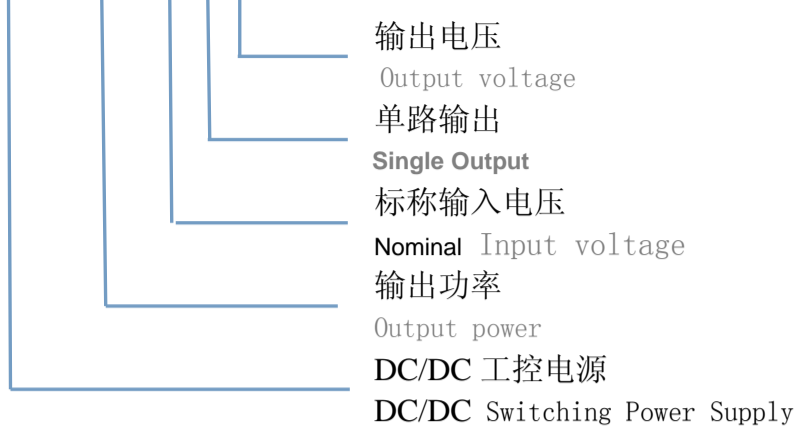 输出电压
Output voltage
单路输出
Single Output
标称输入电压
Nominal Input voltage
输出功率
Output power
DC/DC 工控电源
DC/DC Switching Power Supply